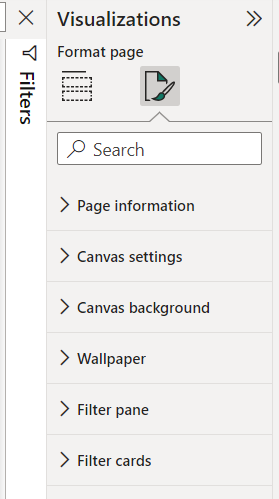 Visualizations
Filters
Format page
Search
Page information
Canvas settings
Canvas background
Wallpaper
Filter pane
Filter cards